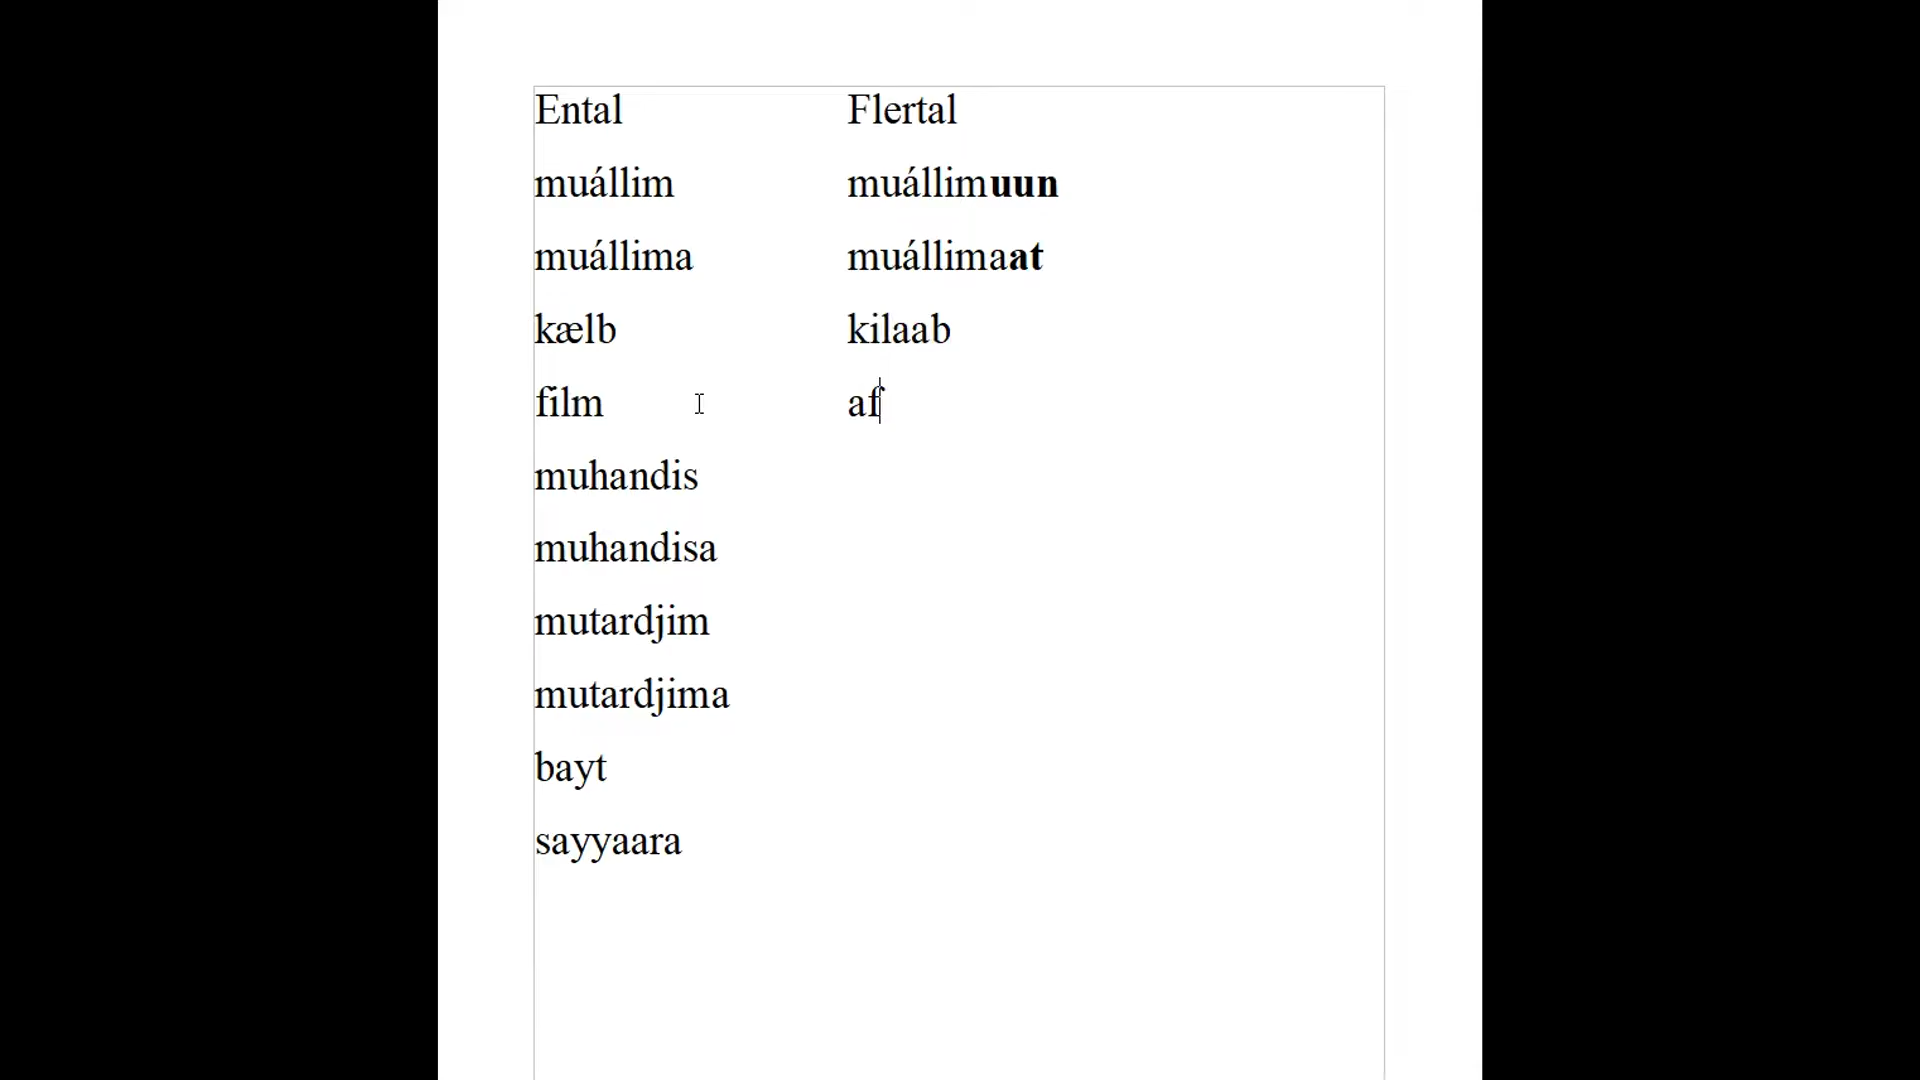 Ental Flertal
muállim muállimuun
muállima muállimaat
kælb kilaab
film af
muhandis
muhandisa
mutardjim
mutardjima
bayt
sayyaara